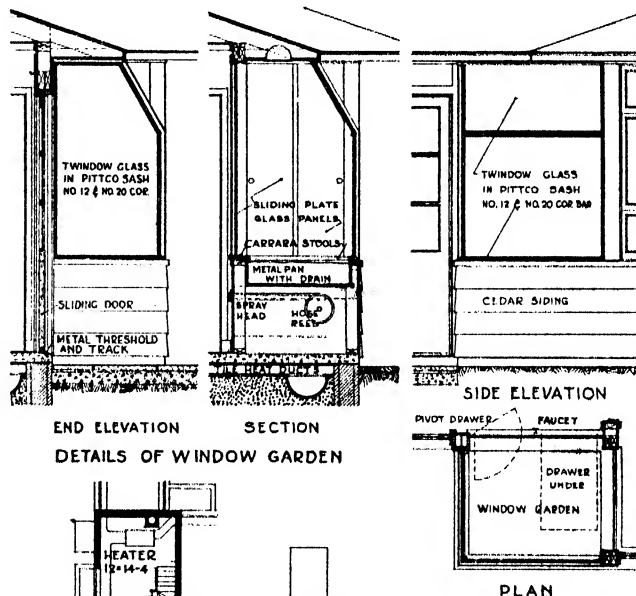 TWINDOW GLASS
IN PITTCO SASH
NO. 12 & NO. 20 COR.
SLIDING DOOR
METAL THRESHOLD
AND TRACK
END ELEVATION
SLIDING PLATE
GLASS PANELS
CARRARA STOOLS
METAL PAN
WITH DRAIN
SPRAY
HEAD
HOSE
REEL
TILE HEAT DUCTS
SECTION
DETAILS OF WINDOW GARDEN
TWINDOW GLASS
IN PITTCO SASH
NO. 12 & NO. 20 COR BAR
CEDAR SIDING
SIDE ELEVATION
PIVOT DRAWER
FAUCET
DRAWER
UNDER
WINDOW GARDEN
PLAN
HEATER
12-14-4